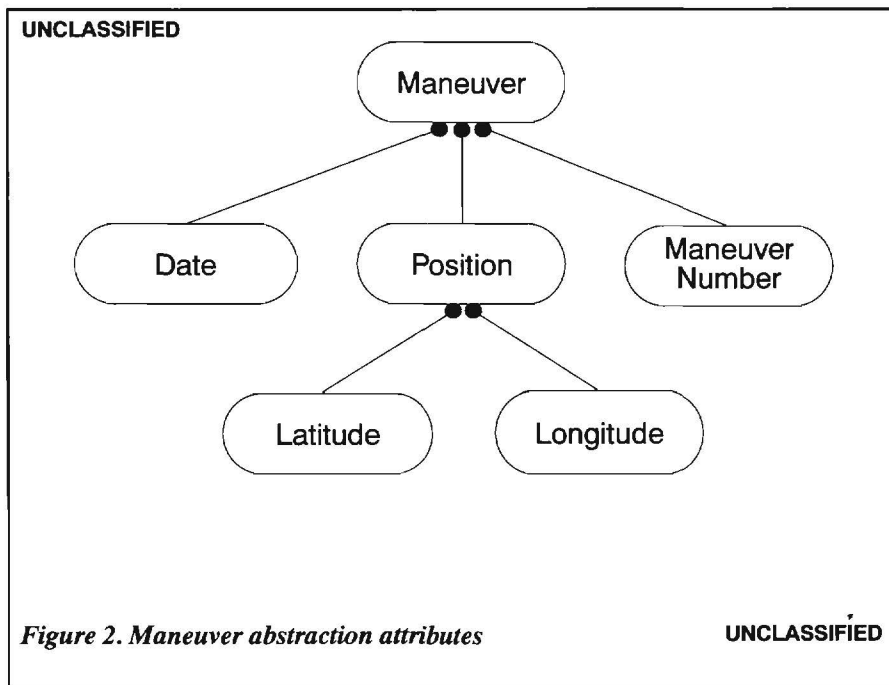 UNCLASSIFIED
Maneuver
Date
Position
Maneuver
Number
Latitude
Longitude
Figure 2. Maneuver abstraction attributes
UNCLASSIFIED